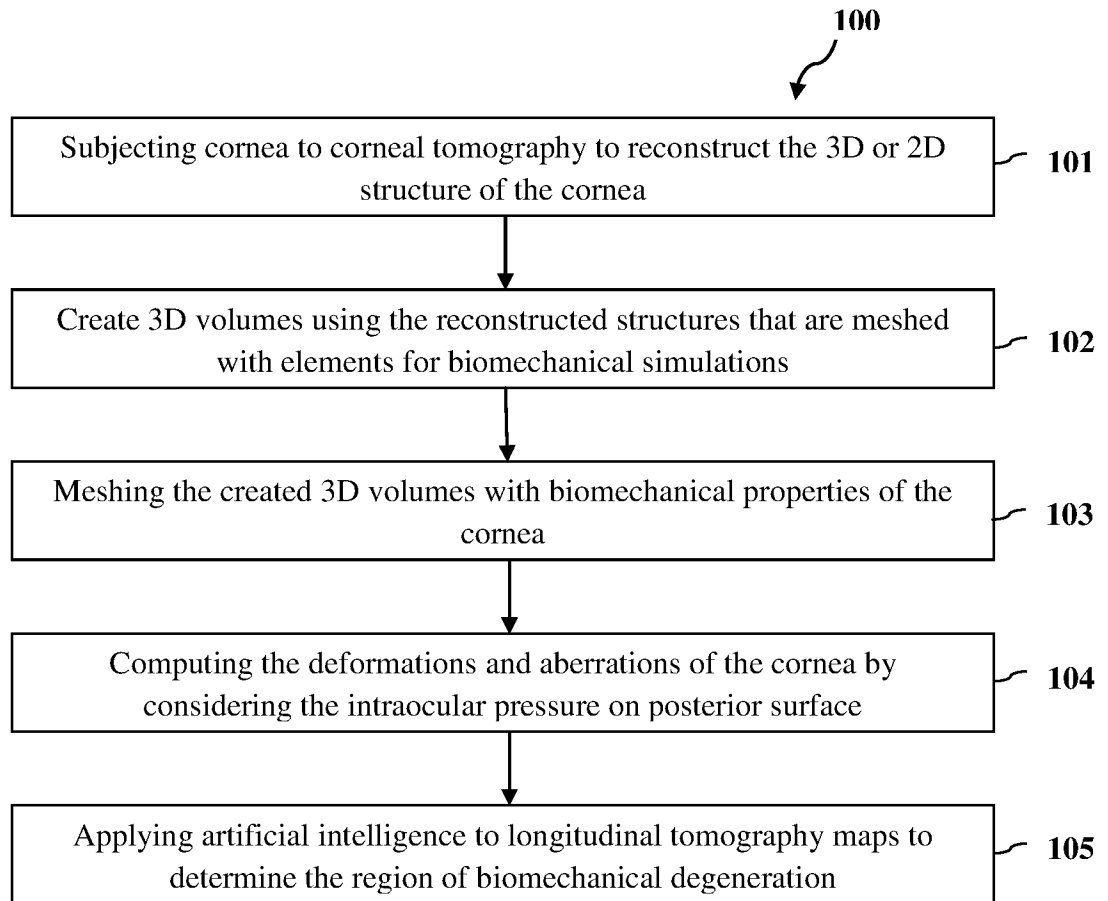 100
Subjecting cornea to corneal tomography to reconstruct the 3D or 2D
structure of the cornea
101
Create 3D volumes using the reconstructed structures that are meshed
with elements for biomechanical simulations
102
Meshing the created 3D volumes with biomechanical properties of the
cornea
103
Computing the deformations and aberrations of the cornea by
considering the intraocular pressure on posterior surface
104
Applying artificial intelligence to longitudinal tomography maps to
determine the region of biomechanical degeneration
105